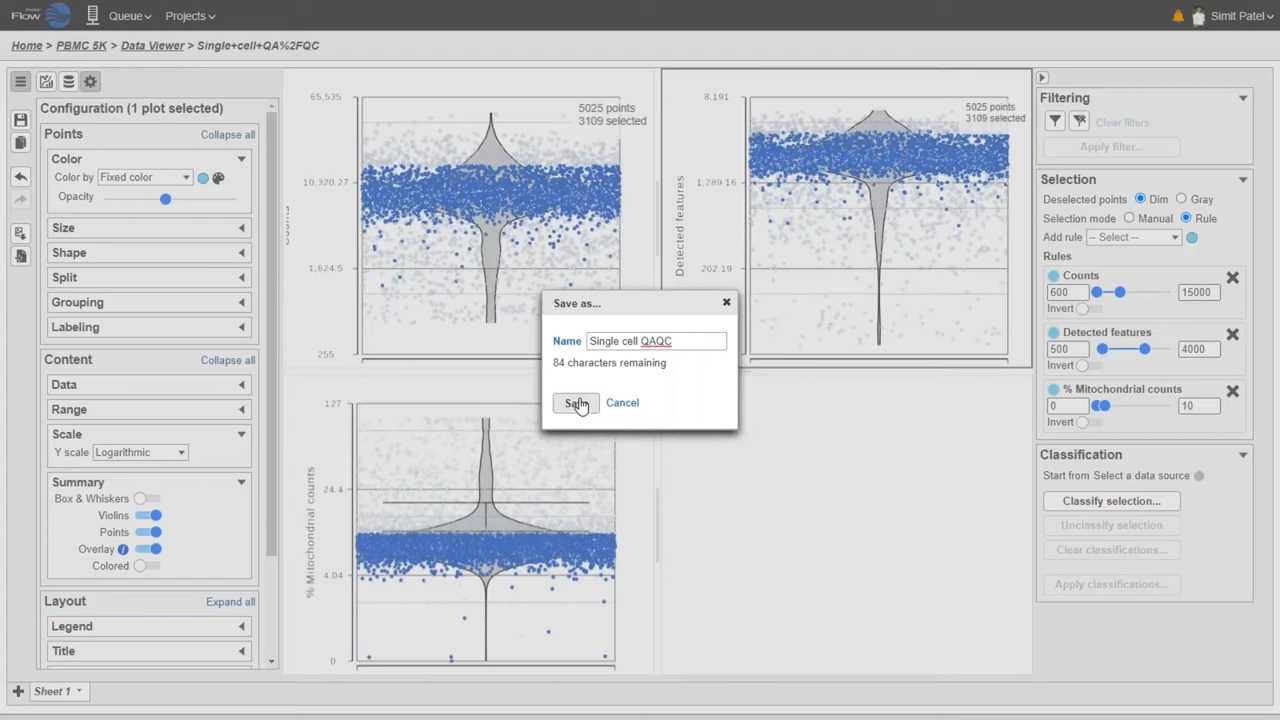 Flow
Queue
Projects
Simit Patel
Home > PBMC 5K > Data Viewer > Single+cell+QA%2FQC
Configuration (1 plot selected)
Points
Collapse all
Color
Color by Fixed color
Opacity
Size
Shape
Split
Grouping
Labeling
Content
Collapse all
Data
Range
Scale
Y scale Logarithmic
Summary
Box & Whiskers
Violins
Points
Overlay i
Colored
Layout
Expand all
Legend
Title
Sheet 1
65,535
10,320.27
1,624.5
255
5025 points
3109 selected
Detected features
8,191
1,289.16
202.19
5025 points
3109 selected
% Mitochondrial counts
127
24.4
4.04
0
Save as...
Name Single cell QAQC
84 characters remaining
Cancel
Filtering
Clear filters
Apply filter...
Selection
Deselected points Dim Gray
Selection mode Manual Rule
Add rule -- Select --
Rules
Counts
600 15000
Invert
Detected features
500 4000
Invert
% Mitochondrial counts
0 10
Invert
Classification
Start from Select a data source
Classify selection...
Unclassify selection
Clear classifications...
Apply classifications...